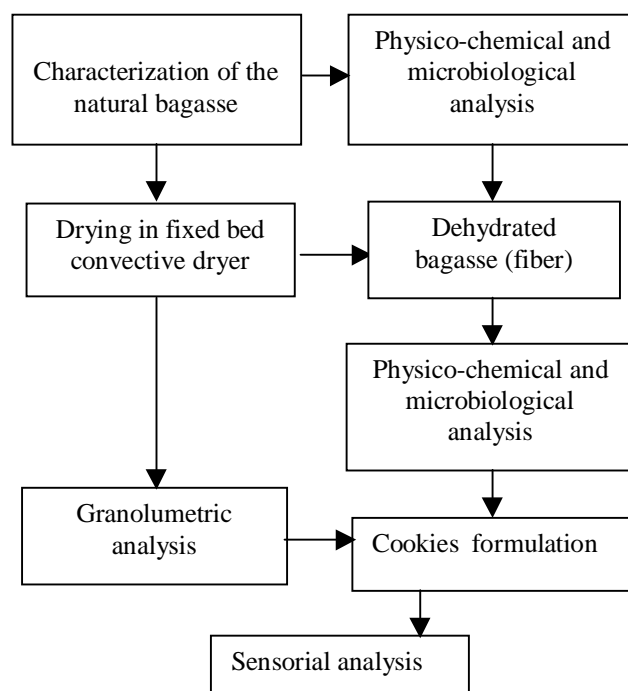 Characterization of the
natural bagasse
Physico-chemical and
microbiological
analysis
Drying in fixed bed
convective dryer
Dehydrated
bagasse (fiber)
Physico-chemical and
microbiological
analysis
Granolumetric
analysis
Cookies formulation
Sensorial analysis